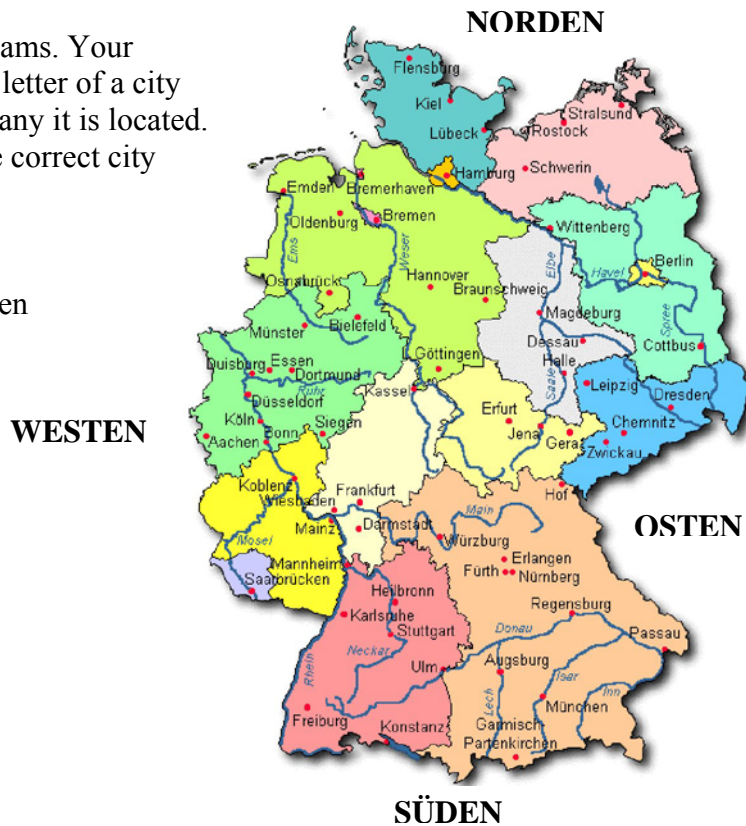 NORDEN
ams. Your
letter of a city
any it is located.
e correct city
en
Flensburg
Kiel
Lübeck
Stralsund
Rostock
Schwerin
Hamburg
Emden
Bremerhaven
Oldenburg
Bremen
Wittenberg
Ems
Weser
Elbe
Havel
Berlin
Osnabrück
Hannover
Braunschweig
Magdeburg
Spree
Münster
Bielefeld
Dessau
Cottbus
Duisburg
Essen
Dortmund
Göttingen
Halle
Ruhr
Kassel
Saale
Leipzig
Dresden
Düsseldorf
Köln
Erfurt
Chemnitz
WESTEN
Aachen
Bonn
Siegen
Jena
Gera
Zwickau
Koblenz
Wiesbaden
Frankfurt
Hof
Mainz
Darmstadt
Main
OSTEN
Mosel
Würzburg
Mannheim
Erlangen
Saarbrücken
Fürth
Nürnberg
Heilbronn
Karlsruhe
Regensburg
Stuttgart
Donau
Passau
Rhein
Neckar
Ulm
Augsburg
Isar
Inn
Lech
München
Freiburg
Konstanz
Garmisch-
Partenkirchen
SÜDEN